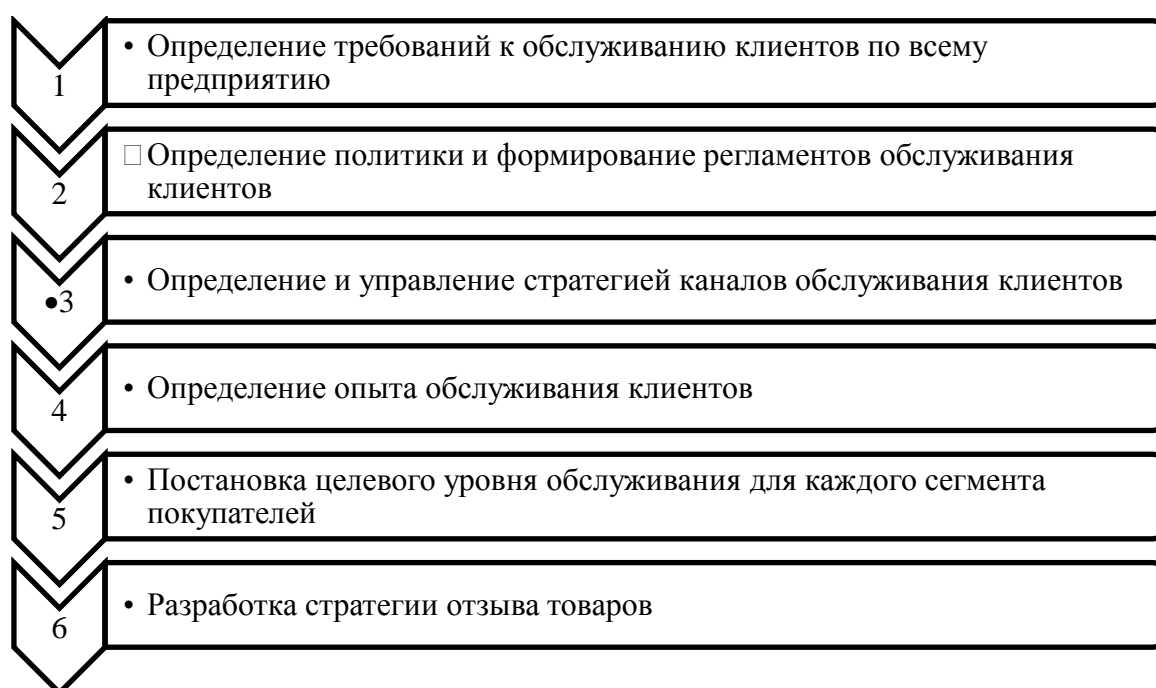 1
• Определение требований к обслуживанию клиентов по всему
предприятию
2
□ Определение политики и формирование регламентов обслуживания
клиентов
•3
• Определение и управление стратегией каналов обслуживания клиентов
4
• Определение опыта обслуживания клиентов
5
• Постановка целевого уровня обслуживания для каждого сегмента
покупателей
6
• Разработка стратегии отзыва товаров